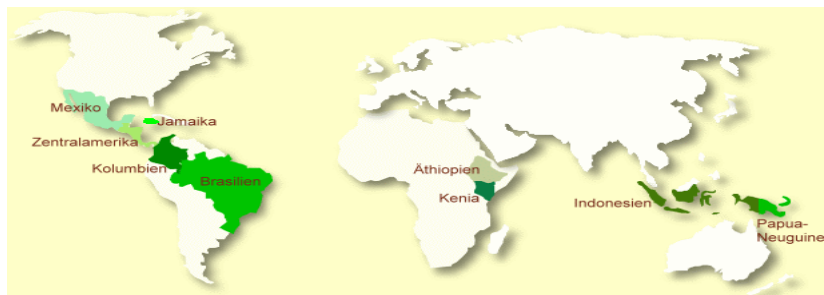 Mexiko
Jamaika
Zentralamerika
Kolumbien
Brasilien
Äthiopien
Kenia
Indonesien
Papua-
Neuguine